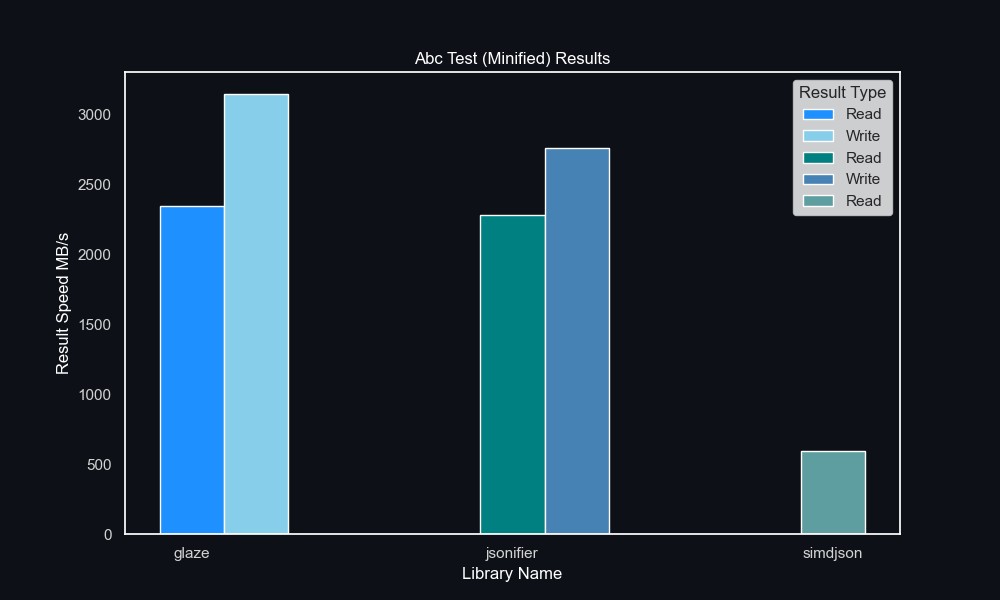 Abc Test (Minified) Results
Result Speed MB/s
3000
2500
2000
1500
1000
500
0
Result Type
Read
Write
Read
Write
Read
glaze
jsonifier
simdjson
Library Name